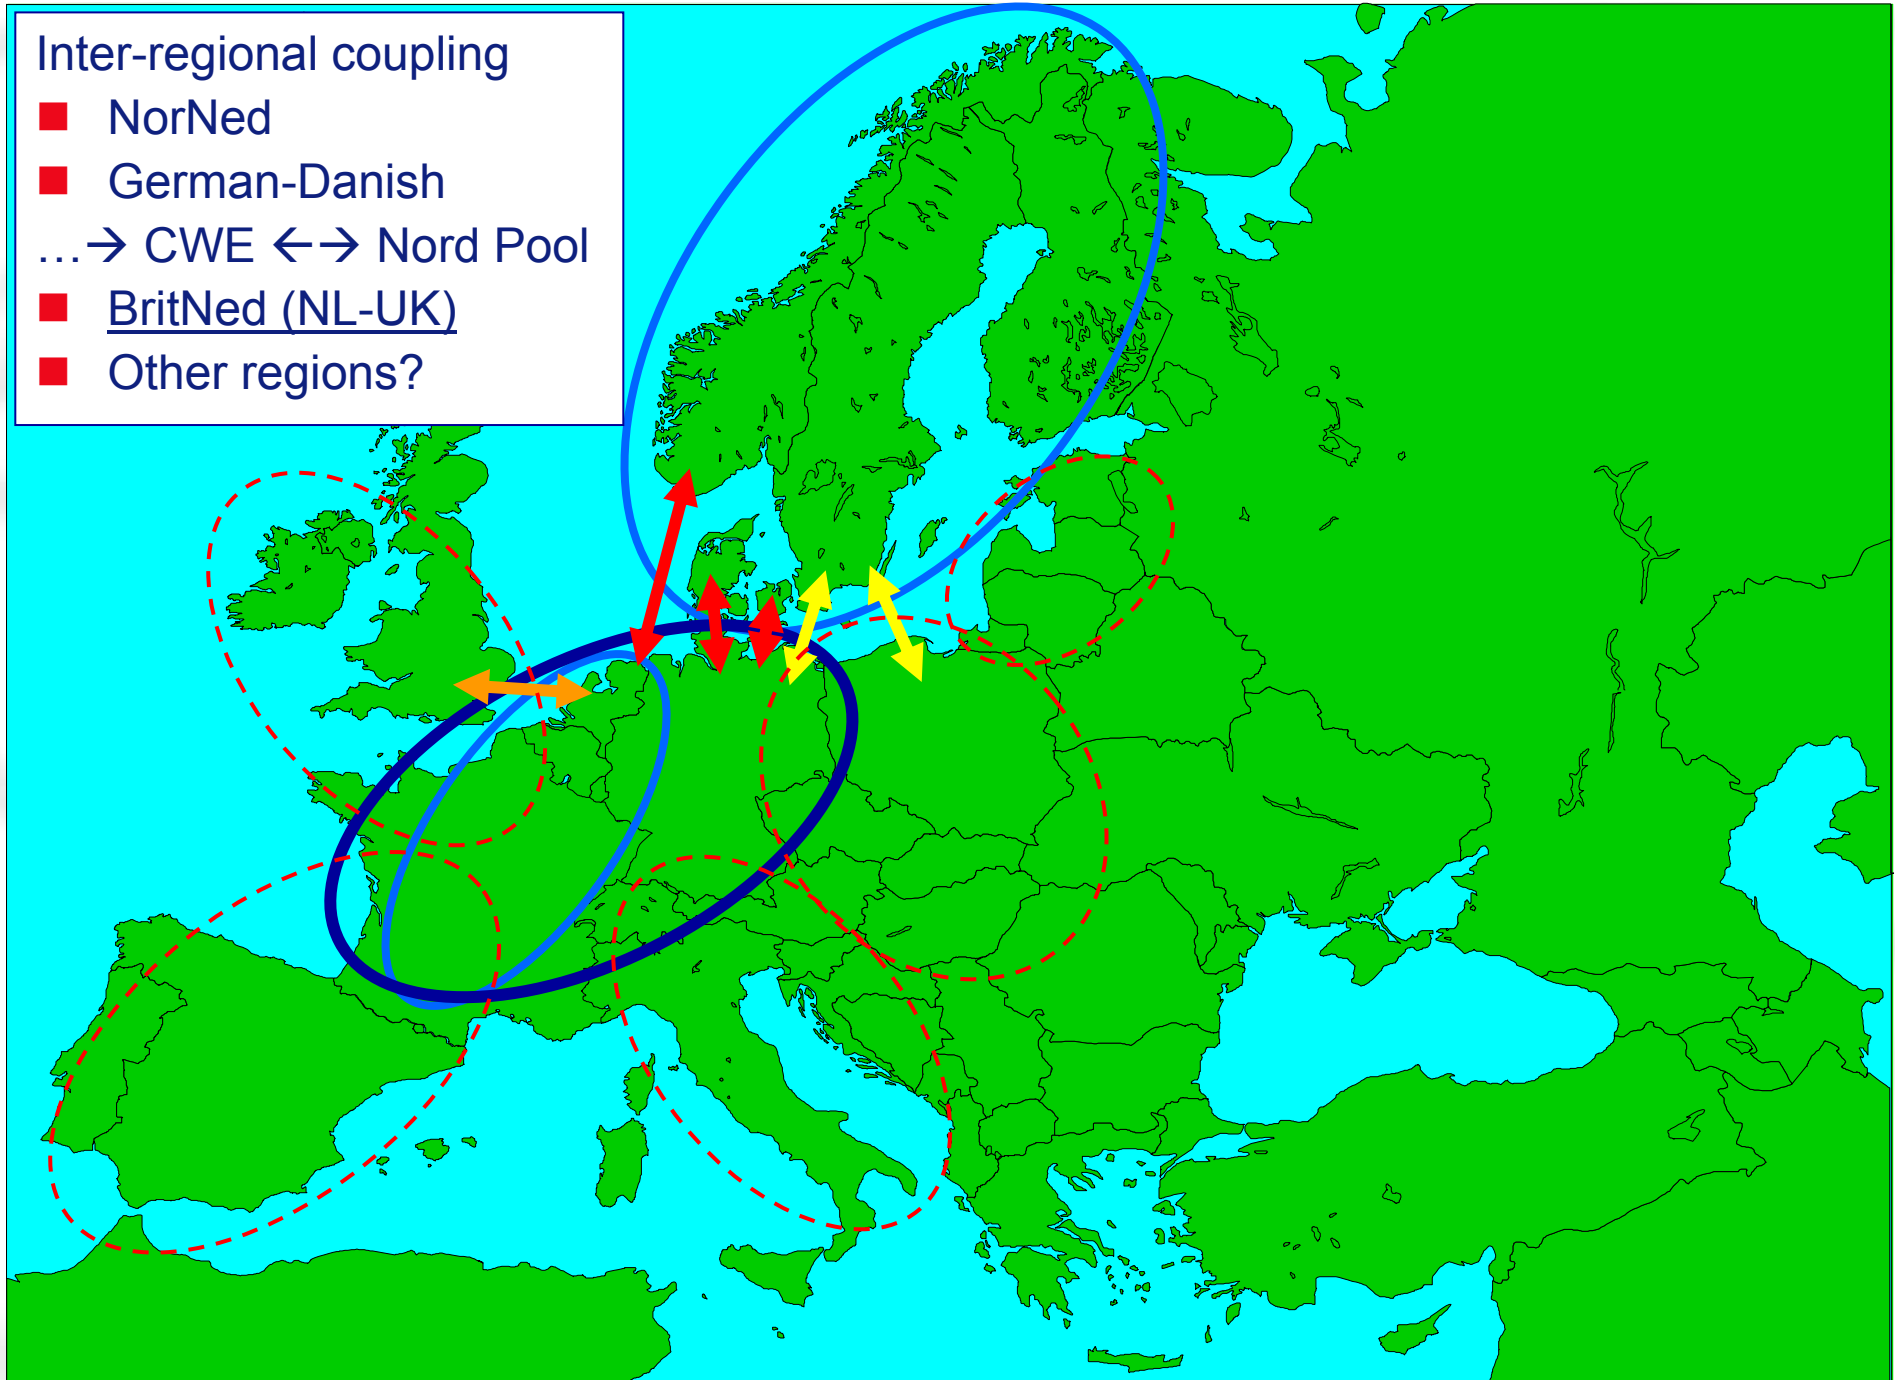 Inter-regional coupling
NorNed
German-Danish
…→ CWE ←→ Nord Pool
BritNed (NL-UK)
Other regions?